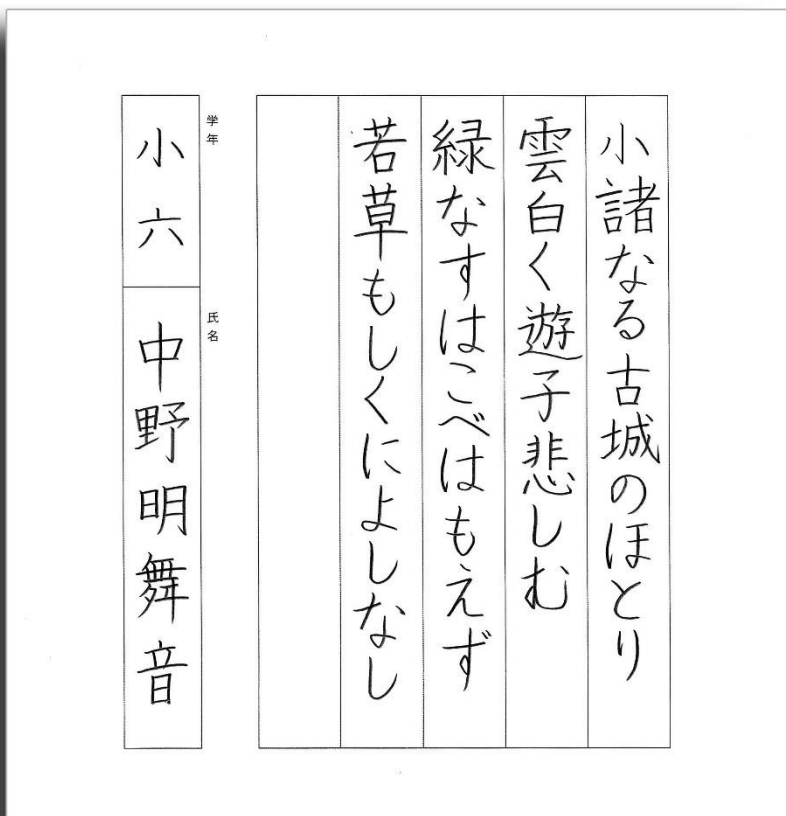 小諸なる古城のほとり
雲白く遊子悲しむ
緑なすはこべはもえず
若草もしくによしなし
学年
小六
氏名
中野明舞音